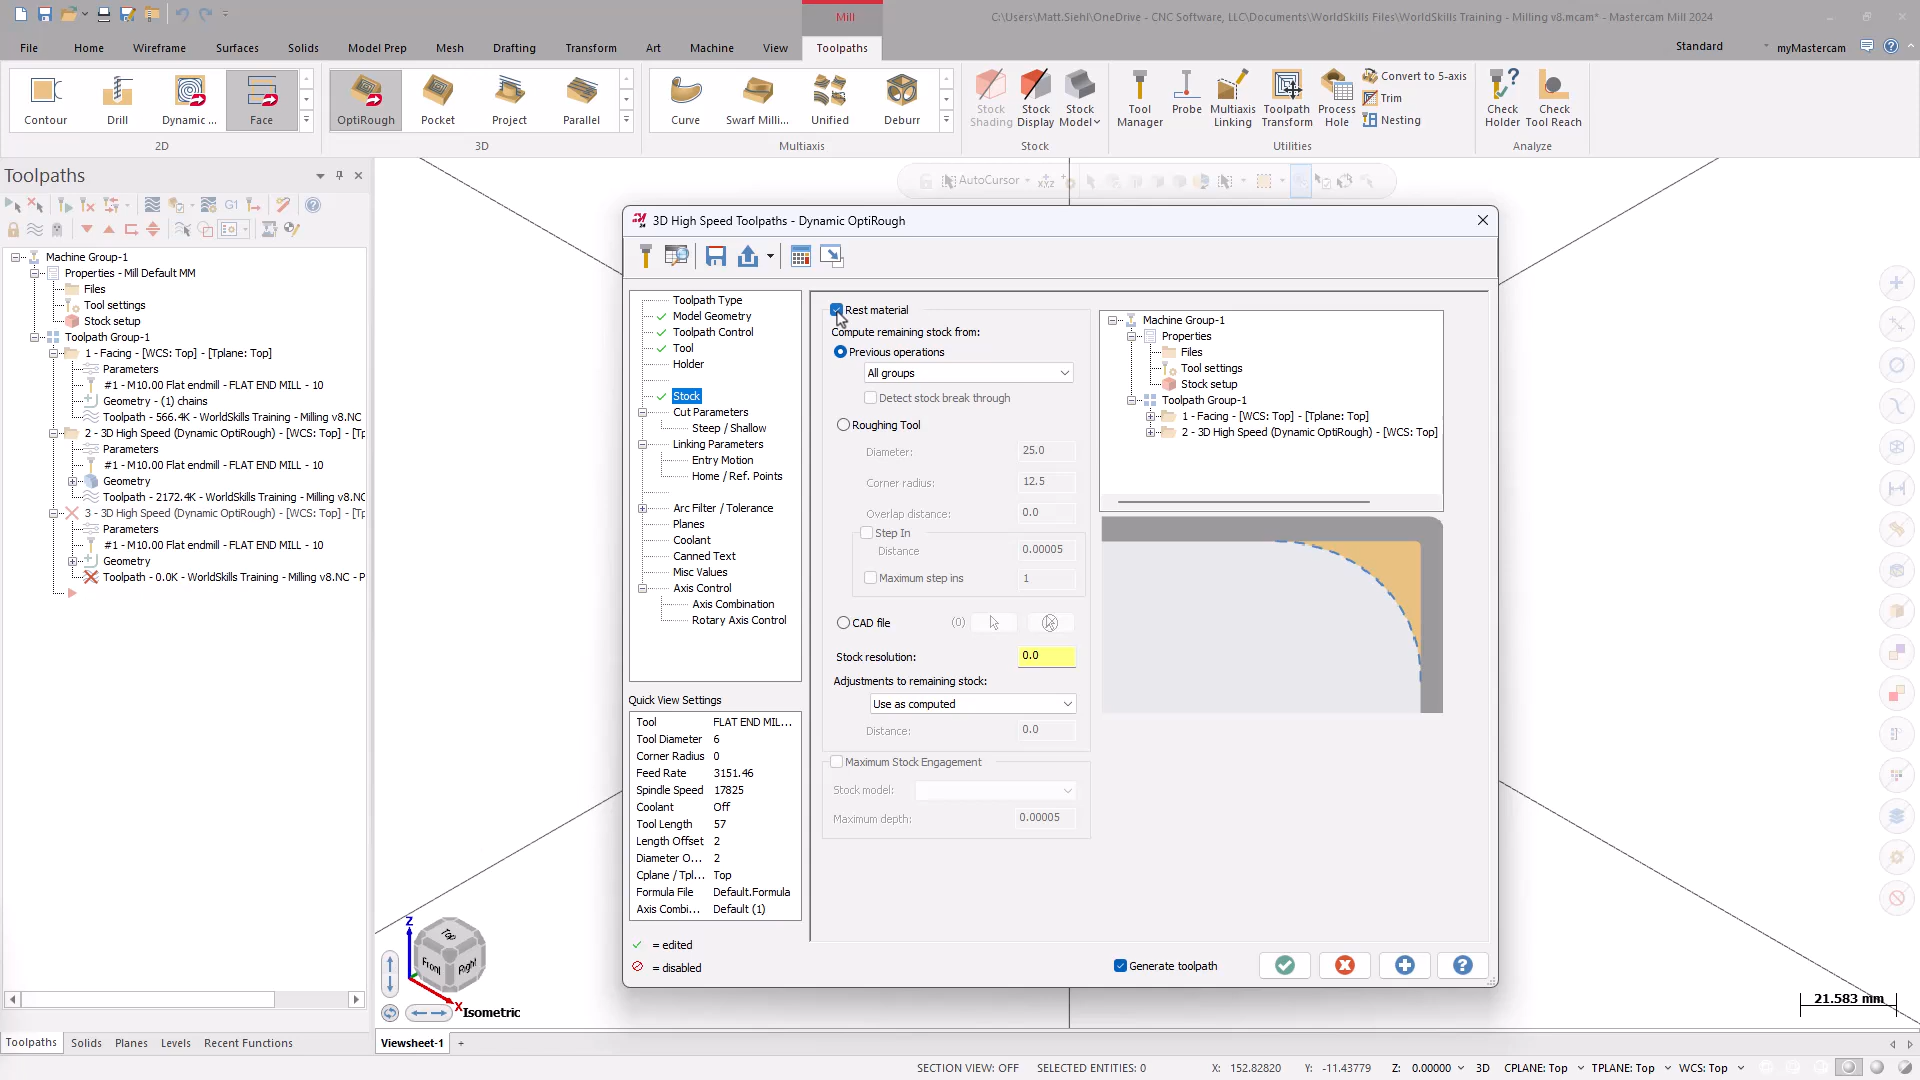 Mill
C:\Users\Matt.Siehl\OneDrive - CNC Software, LLC\Documents\WorldSkills Files\WorldSkills Training - Milling v8.mcam* - Mastercam Mill 2024
File
Home
Wireframe
Surfaces
Solids
Model Prep
Mesh
Drafting
Transform
Art
Machine
View
Toolpaths
Standard
myMastercam
Contour
Drill
Dynamic ...
Face
2D
OptiRough
Pocket
Project
Parallel
3D
Curve
Swarf Milli...
Unified
Deburr
Multiaxis
Stock Shading
Stock Display
Stock Model
Stock
Tool Manager
Probe
Multiaxis Linking
Toolpath Transform
Process Hole
Convert to 5-axis
Trim
Nesting
Utilities
Check Holder
Check Tool Reach
Analyze
Toolpaths
G1
AutoCursor
Machine Group-1
Properties - Mill Default MM
Files
Tool settings
Stock setup
Toolpath Group-1
1 - Facing - [WCS: Top] - [Tplane: Top]
Parameters
#1 - M10.00 Flat endmill - FLAT END MILL - 10
Geometry - (1) chains
Toolpath - 566.4K - WorldSkills Training - Milling v8.NC
2 - 3D High Speed (Dynamic OptiRough) - [WCS: Top] - [Tp
Parameters
#1 - M10.00 Flat endmill - FLAT END MILL - 10
Geometry
Toolpath - 2172.4K - WorldSkills Training - Milling v8.NC
3 - 3D High Speed (Dynamic OptiRough) - [WCS: Top] - [Tp
Parameters
#1 - M10.00 Flat endmill - FLAT END MILL - 10
Geometry
Toolpath - 0.0K - WorldSkills Training - Milling v8.NC - P
3D High Speed Toolpaths - Dynamic OptiRough
Toolpath Type
Model Geometry
Toolpath Control
Tool
Holder
Stock
Cut Parameters
Steep / Shallow
Linking Parameters
Entry Motion
Home / Ref. Points
Arc Filter / Tolerance
Planes
Coolant
Canned Text
Misc Values
Axis Control
Axis Combination
Rotary Axis Control
Quick View Settings
Tool FLAT END MIL...
Tool Diameter 6
Corner Radius 0
Feed Rate 3151.46
Spindle Speed 17825
Coolant Off
Tool Length 57
Length Offset 2
Diameter O... 2
Cplane / Tpl... Top
Formula File Default.Formula
Axis Combi... Default (1)
= edited
= disabled
Rest material
Compute remaining stock from:
Previous operations
All groups
Detect stock break through
Roughing Tool
Diameter: 25.0
Corner radius: 12.5
Overlap distance: 0.0
Step In
Distance 0.00005
Maximum step ins 1
CAD file (0)
Stock resolution: 0.0
Adjustments to remaining stock:
Use as computed
Distance: 0.0
Maximum Stock Engagement
Stock model:
Maximum depth: 0.00005
Machine Group-1
Properties
Files
Tool settings
Stock setup
Toolpath Group-1
1 - Facing - [WCS: Top] - [Tplane: Top]
2 - 3D High Speed (Dynamic OptiRough) - [WCS: Top]
Generate toolpath
Z
Top
Front
Right
X
Isometric
21.583 mm
Toolpaths
Solids
Planes
Levels
Recent Functions
Viewsheet-1
+
SECTION VIEW: OFF
SELECTED ENTITIES: 0
X: 152.82820
Y: -11.43779
Z: 0.00000
3D
CPLANE: Top
TPLANE: Top
WCS: Top